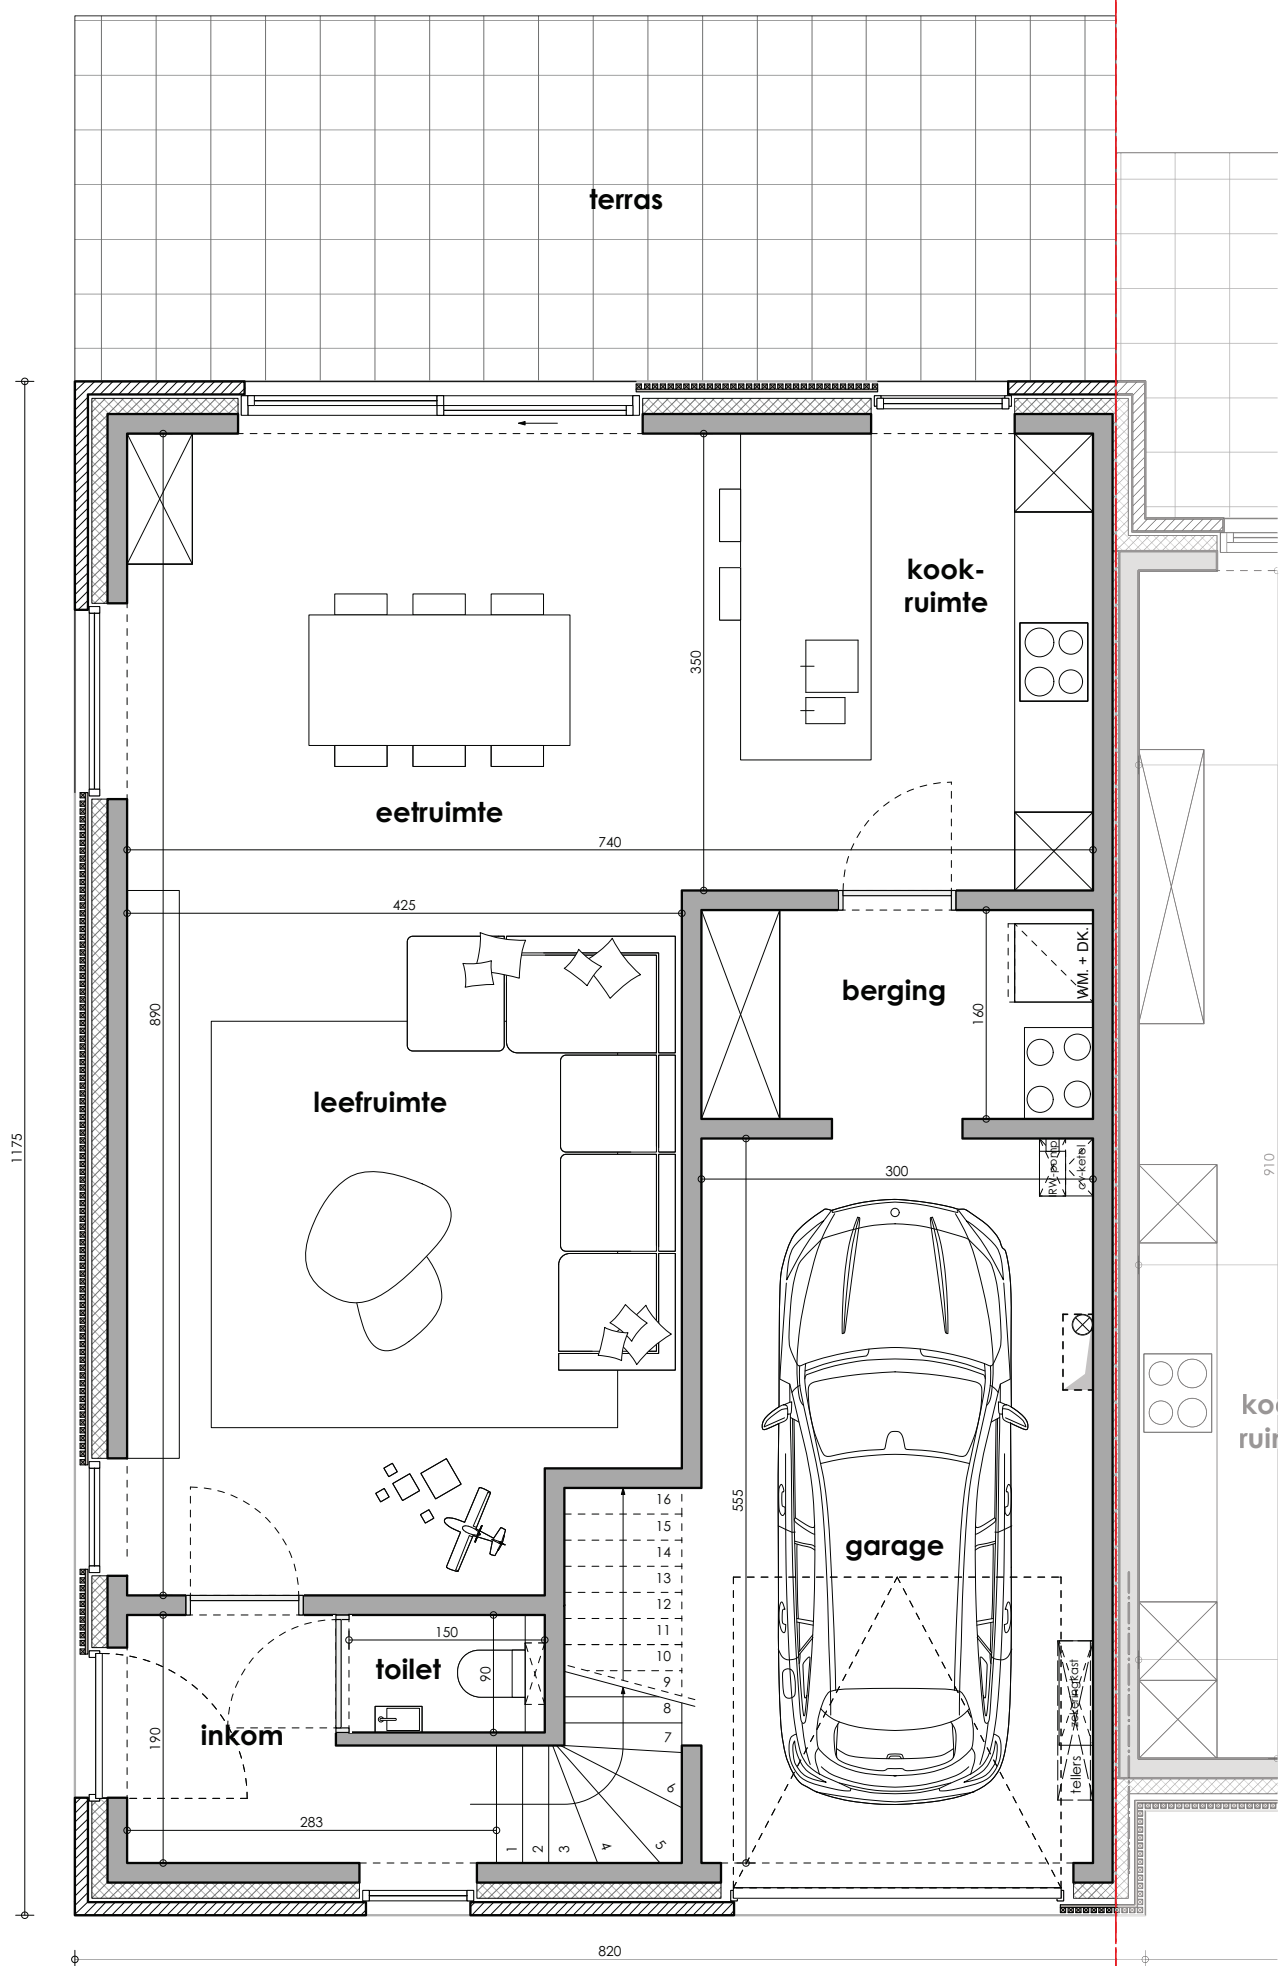 terras
kook-
ruimte
350
eetruimte
740
425
WM. + DK.
berging
160
890
leefruimte
1175
RW-pomp
cv-ketel
910
300
koo
ruir
555
16
15
14
garage
13
12
11
150
10
toilet
90
9
zekeringkast
8
inkom
190
7
tellers
6
283
1
2
3
4
5
820